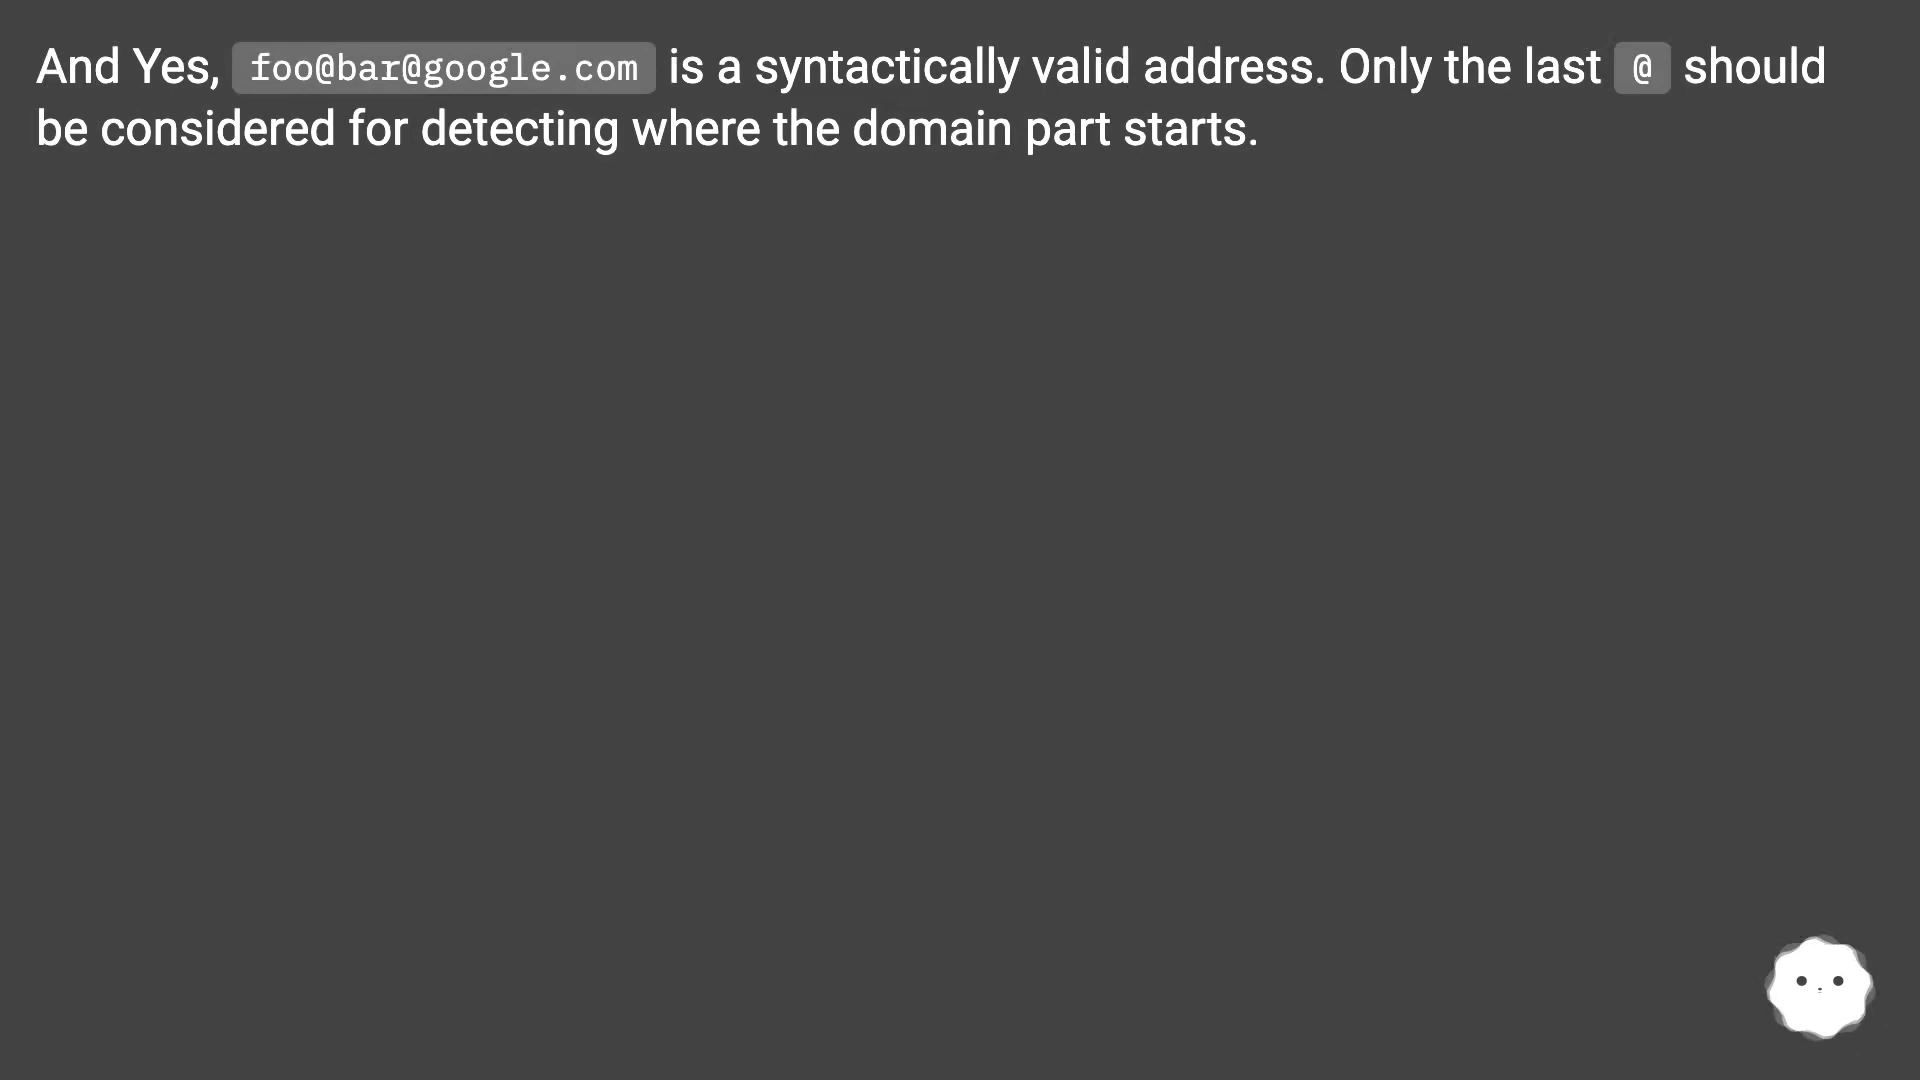 And Yes, foo@bar@google.com is a syntactically valid address. Only the last @ should
be considered for detecting where the domain part starts.